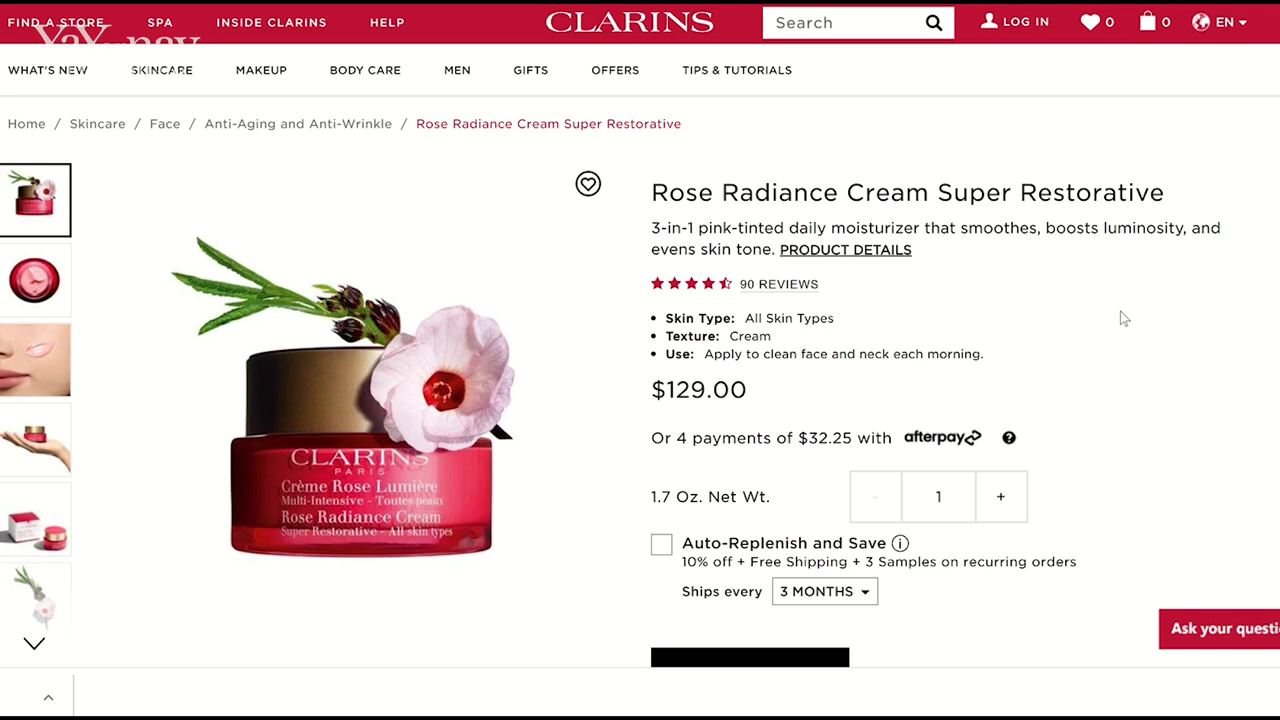 FIND A STORE SPA INSIDE CLARINS HELP CLARINS Search LOG IN 0 0 EN
YAY or nay
WHAT'S NEW SKINCARE MAKEUP BODY CARE MEN GIFTS OFFERS TIPS & TUTORIALS
Home / Skincare / Face / Anti-Aging and Anti-Wrinkle / Rose Radiance Cream Super Restorative
Rose Radiance Cream Super Restorative
3-in-1 pink-tinted daily moisturizer that smoothes, boosts luminosity, and
evens skin tone. PRODUCT DETAILS
90 REVIEWS
• Skin Type: All Skin Types
• Texture: Cream
• Use: Apply to clean face and neck each morning.
$129.00
Or 4 payments of $32.25 with afterpay ?
1.7 Oz. Net Wt. - 1 +
Auto-Replenish and Save i
10% off + Free Shipping + 3 Samples on recurring orders
Ships every 3 MONTHS
CLARINS
PARIS
Crème Rose Lumière
Multi-Intensive - Toutes peaux
Rose Radiance Cream
Super Restorative - All skin types
Ask your questi